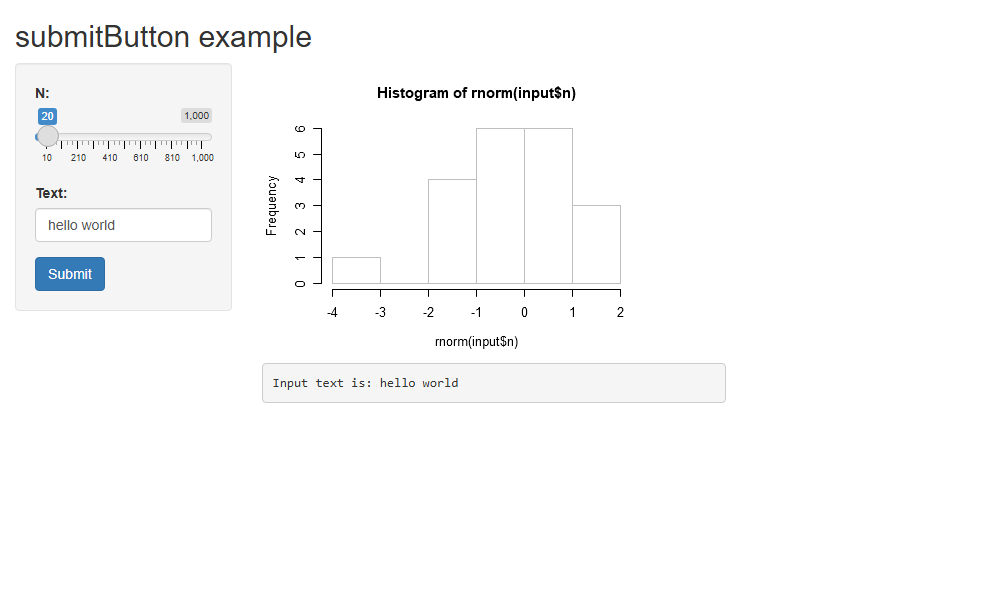 submitButton example
N:
20 1,000
10 210 410 610 810 1,000
Text:
hello world
Submit
Histogram of rnorm(input$n)
Frequency
6
5
4
3
2
1
0
-4 -3 -2 -1 0 1 2
rnorm(input$n)
Input text is: hello world